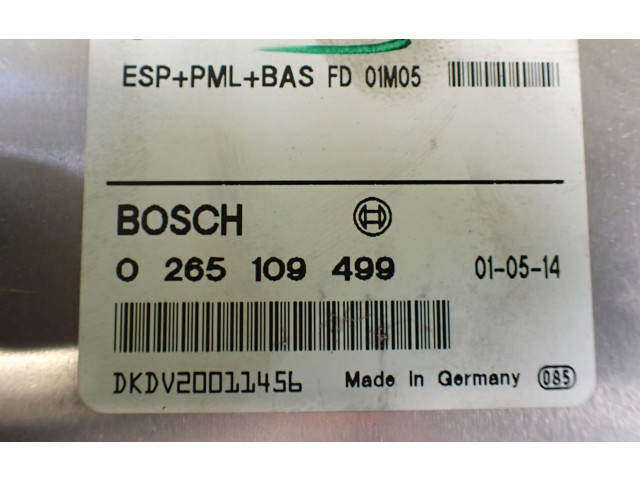 ESP+PML+BAS FD 01M05
BOSCH
0 265 109 499 01-05-14
DKDV20011456 Made in Germany 085